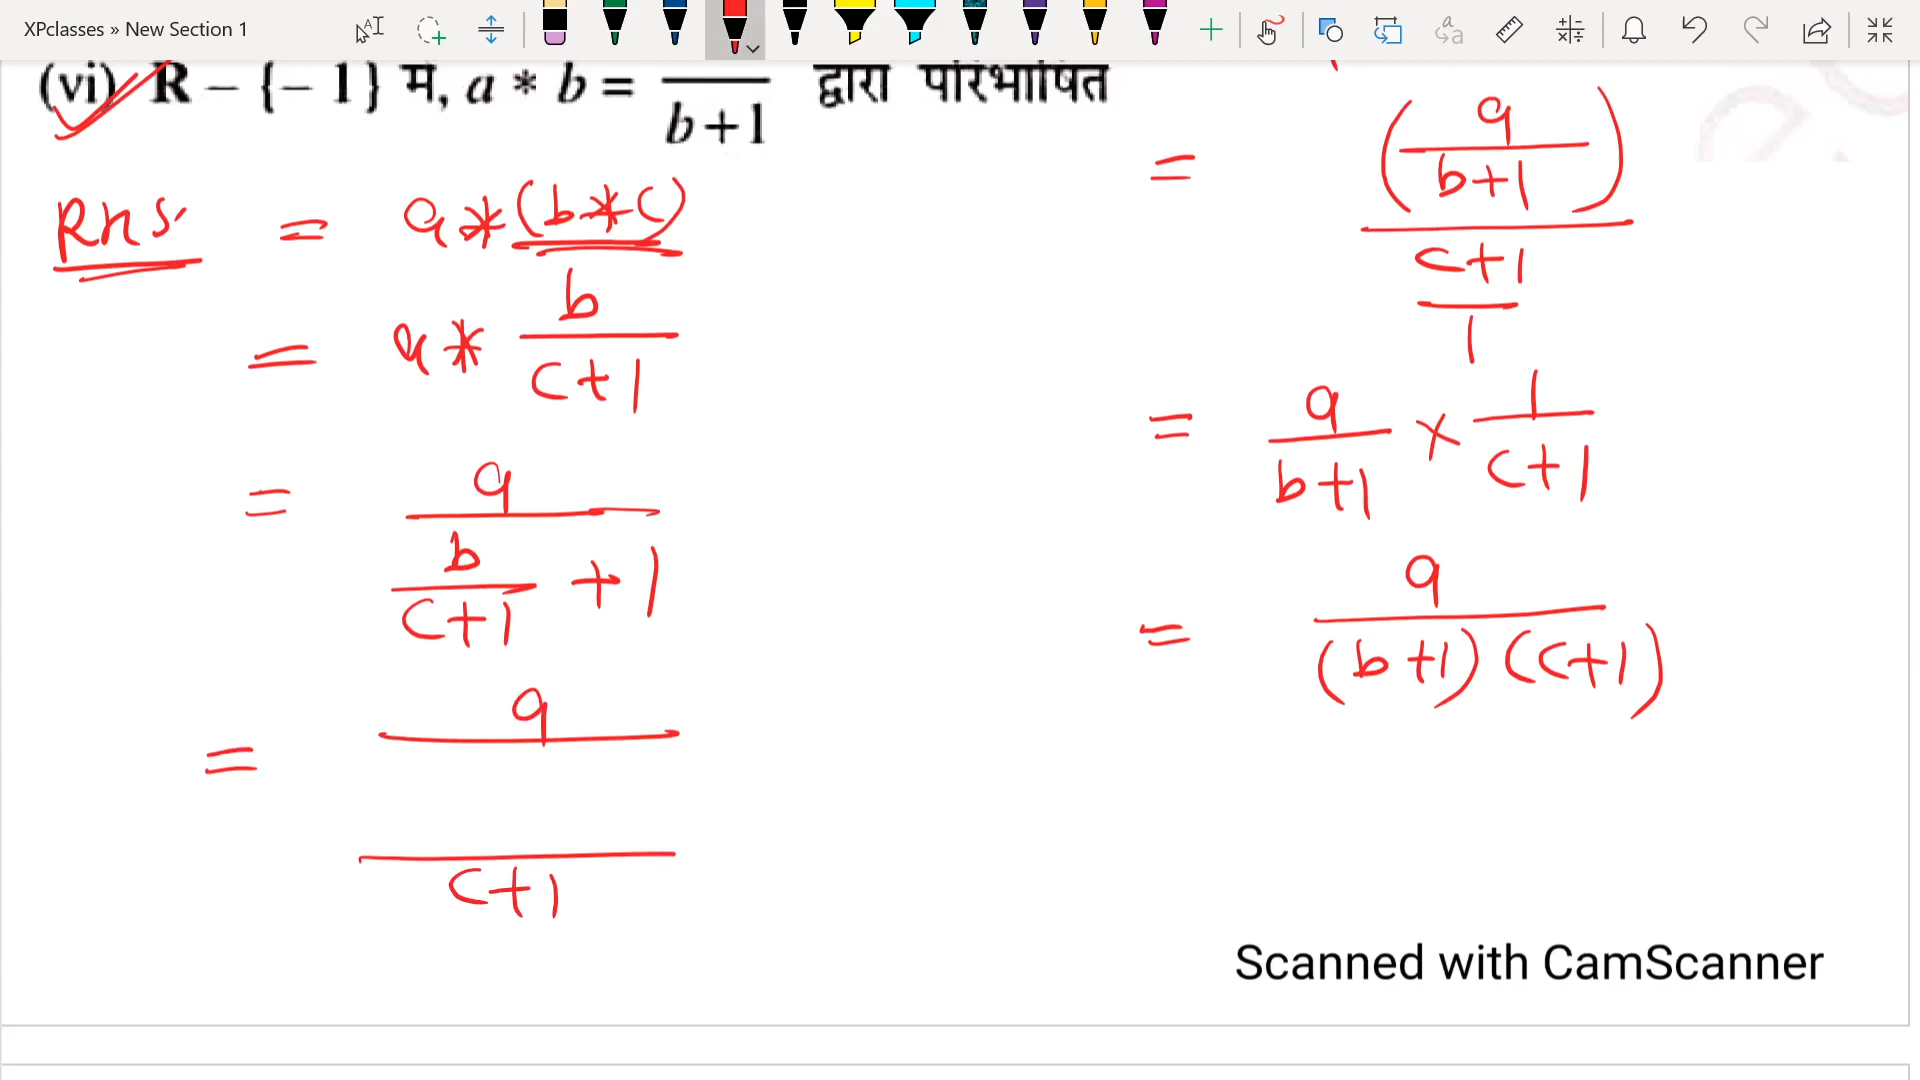 XPclasses » New Section 1
(vi) R – {– 1} में, a * b = /(b+1) द्वारा परिभाषित
RHS = a*(b*c)
= a* b/(c+1)
= a/(b/(c+1) + 1)
= a/( /(c+1))
= (a/(b+1))/((c+1)/1)
= a/(b+1) × 1/(c+1)
= a/((b+1)(c+1))
Scanned with CamScanner